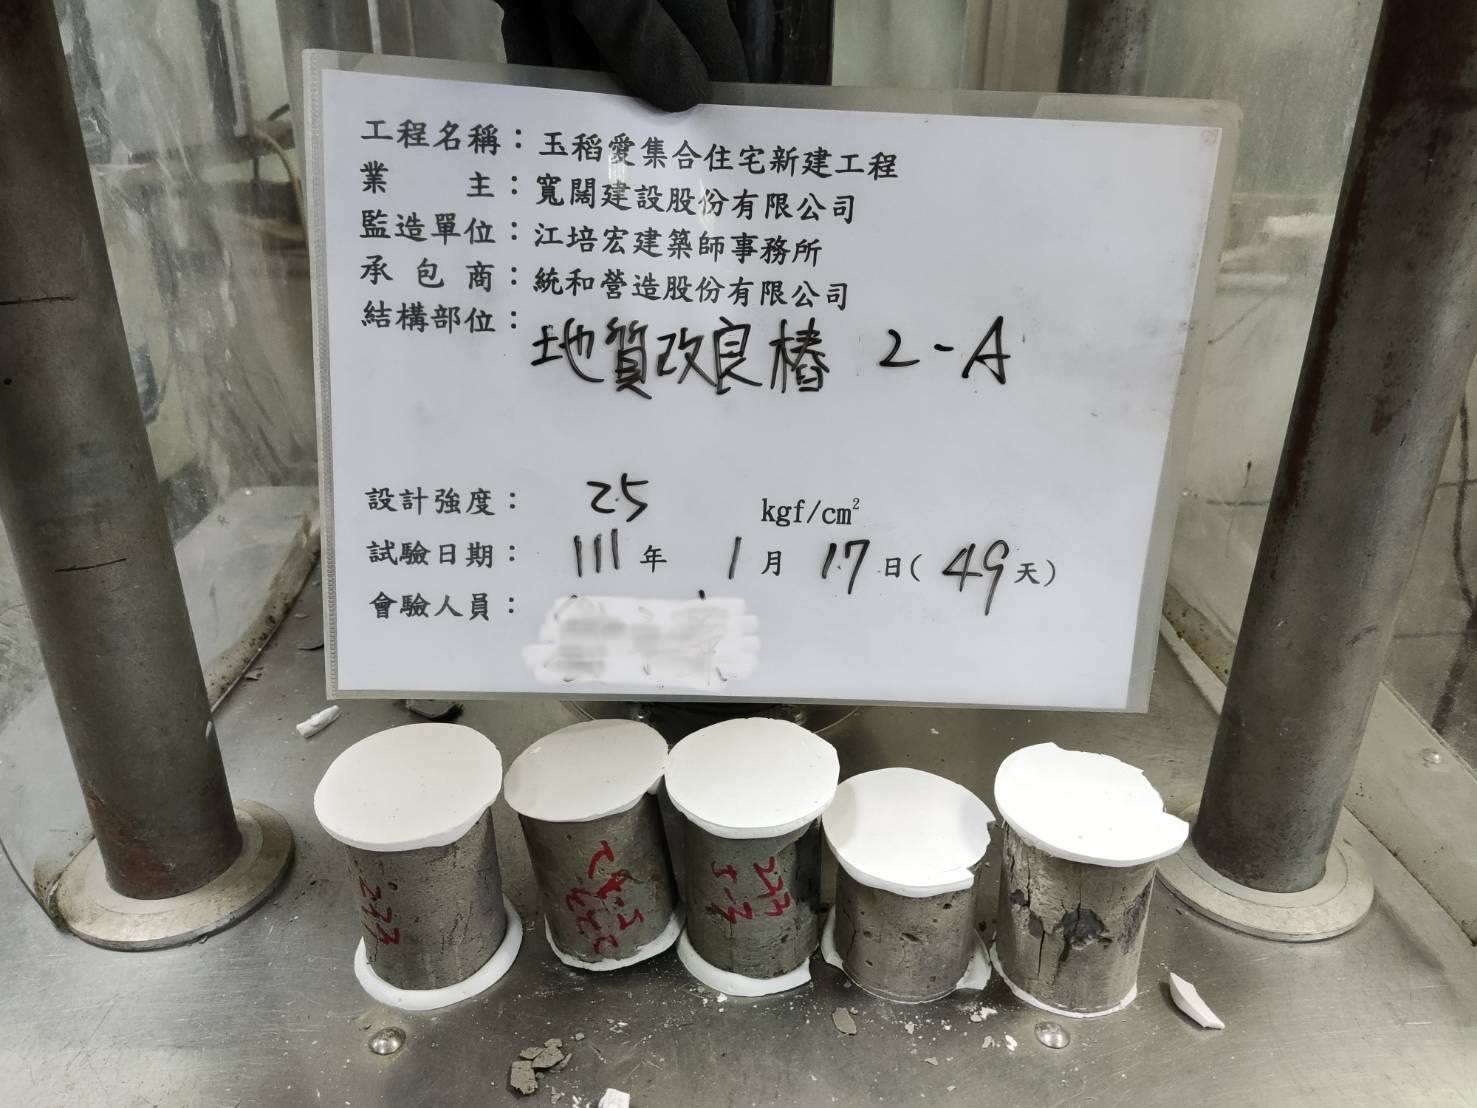 工程名稱：玉稻愛集合住宅新建工程
業主：寬闊建設股份有限公司
監造單位：江培宏建築師事務所
承包商：統和營造股份有限公司
結構部位：
地質改良樁 2-A
設計強度：25 kgf/cm²
試驗日期：111年 1月 17日(49天)
會驗人員：
233
233
5-3